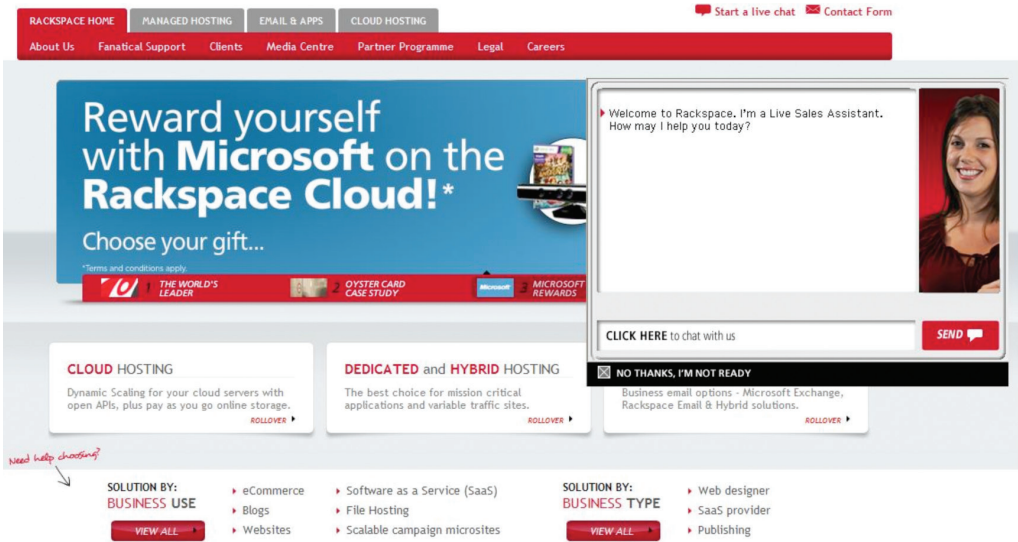 Start a live chat
Contact Form
RACKSPACE HOME
MANAGED HOSTING
EMAIL & APPS
CLOUD HOSTING
About Us
Fanatical Support
Clients
Media Centre
Partner Programme
Legal
Careers
Reward yourself
with Microsoft on the
Rackspace Cloud!*
Choose your gift...
*Terms and conditions apply.
1 THE WORLD'S
LEADER
2 OYSTER CARD
CASE STUDY
Microsoft
3 MICROSOFT
REWARDS
Welcome to Rackspace. I'm a Live Sales Assistant.
How may I help you today?
CLICK HERE to chat with us
SEND
NO THANKS, I'M NOT READY
CLOUD HOSTING
Dynamic Scaling for your cloud servers with
open APIs, plus pay as you go online storage.
ROLLOVER
DEDICATED and HYBRID HOSTING
The best choice for mission critical
applications and variable traffic sites.
ROLLOVER
Business email options - Microsoft Exchange,
Rackspace Email & Hybrid solutions.
ROLLOVER
Need help choosing?
SOLUTION BY:
BUSINESS USE
VIEW ALL
eCommerce
Blogs
Websites
Software as a Service (SaaS)
File Hosting
Scalable campaign microsites
SOLUTION BY:
BUSINESS TYPE
VIEW ALL
Web designer
SaaS provider
Publishing